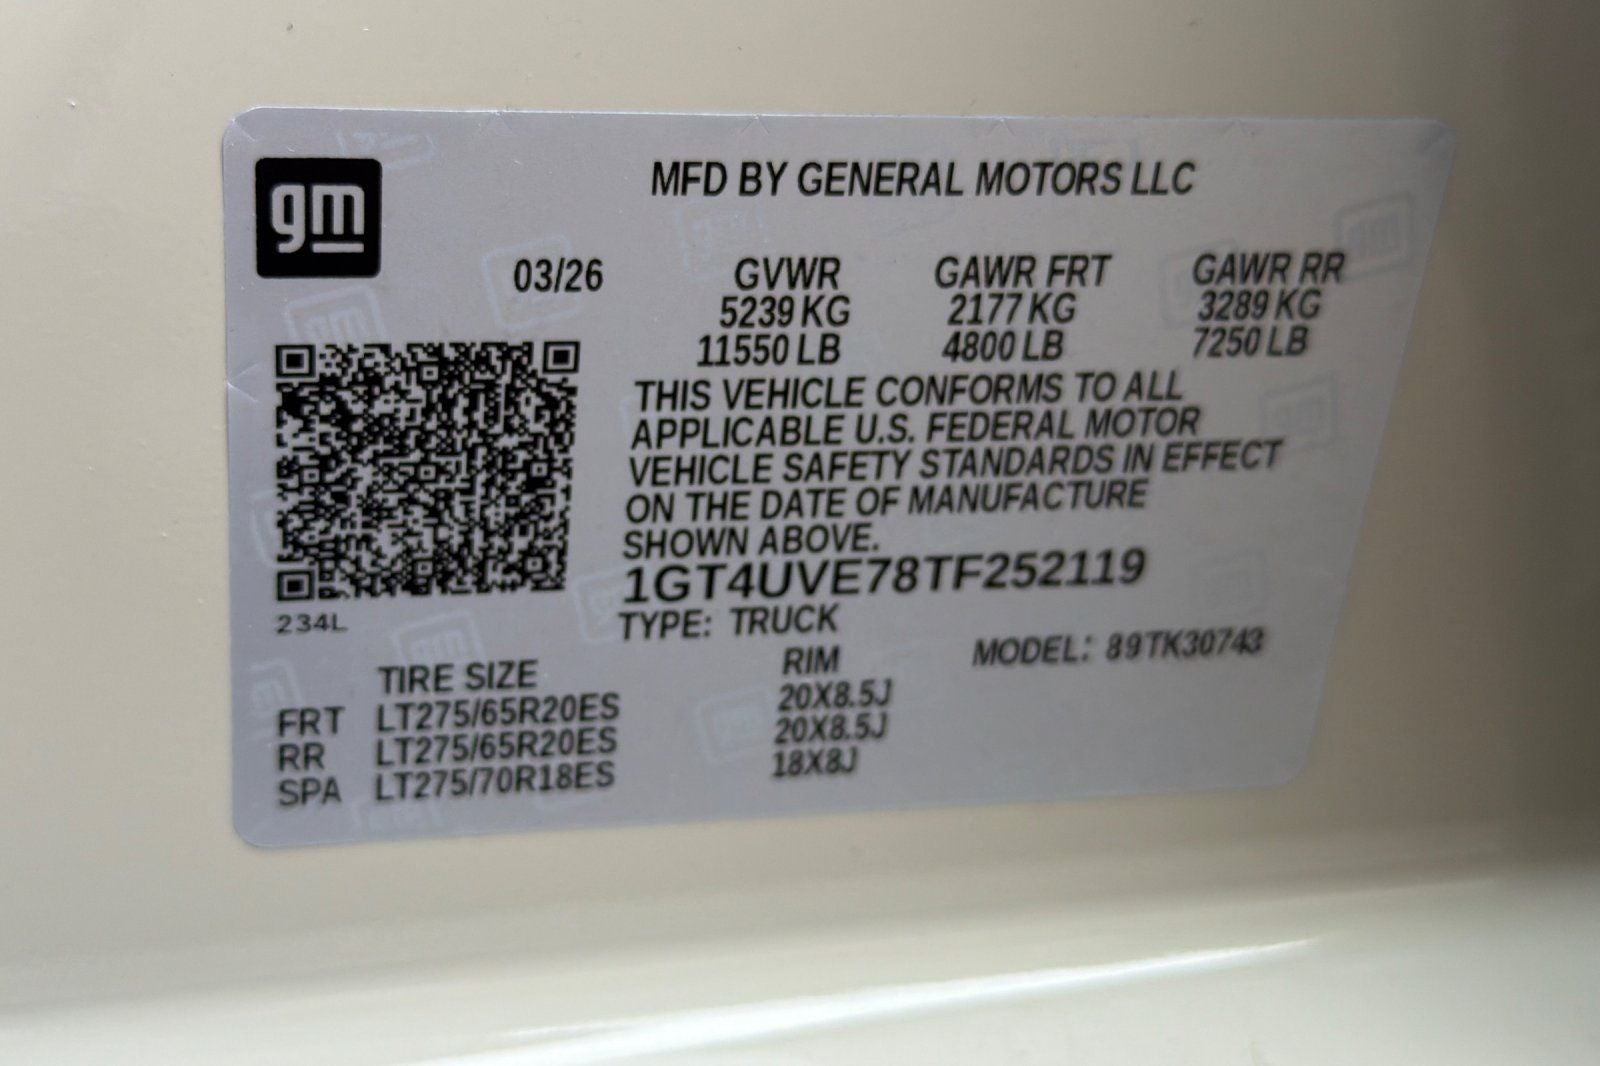 gm
MFD BY GENERAL MOTORS LLC
03/26 GVWR GAWR FRT GAWR RR
5239 KG 2177 KG 3289 KG
11550 LB 4800 LB 7250 LB
THIS VEHICLE CONFORMS TO ALL
APPLICABLE U.S. FEDERAL MOTOR
VEHICLE SAFETY STANDARDS IN EFFECT
ON THE DATE OF MANUFACTURE
SHOWN ABOVE.
1GT4UVE78TF252119
234L
TYPE: TRUCK
MODEL: 89TK30743
TIRE SIZE RIM
FRT LT275/65R20ES 20X8.5J
RR LT275/65R20ES 20X8.5J
SPA LT275/70R18ES 18X8J